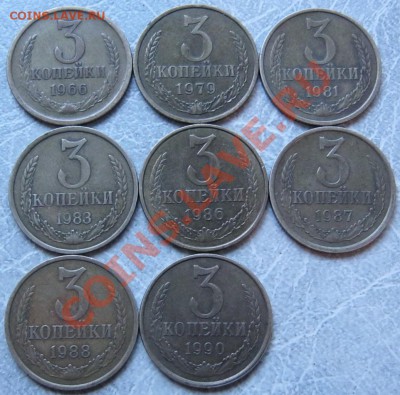 COINS.LAVE.RU
3
КОПЕЙКИ
1966
3
КОПЕЙКИ
1979
3
КОПЕЙКИ
1981
3
КОПЕЙКИ
1983
3
КОПЕЙКИ
1986
3
КОПЕЙКИ
1987
3
КОПЕЙКИ
1988
3
КОПЕЙКИ
1990
COINS.LAVE.RU